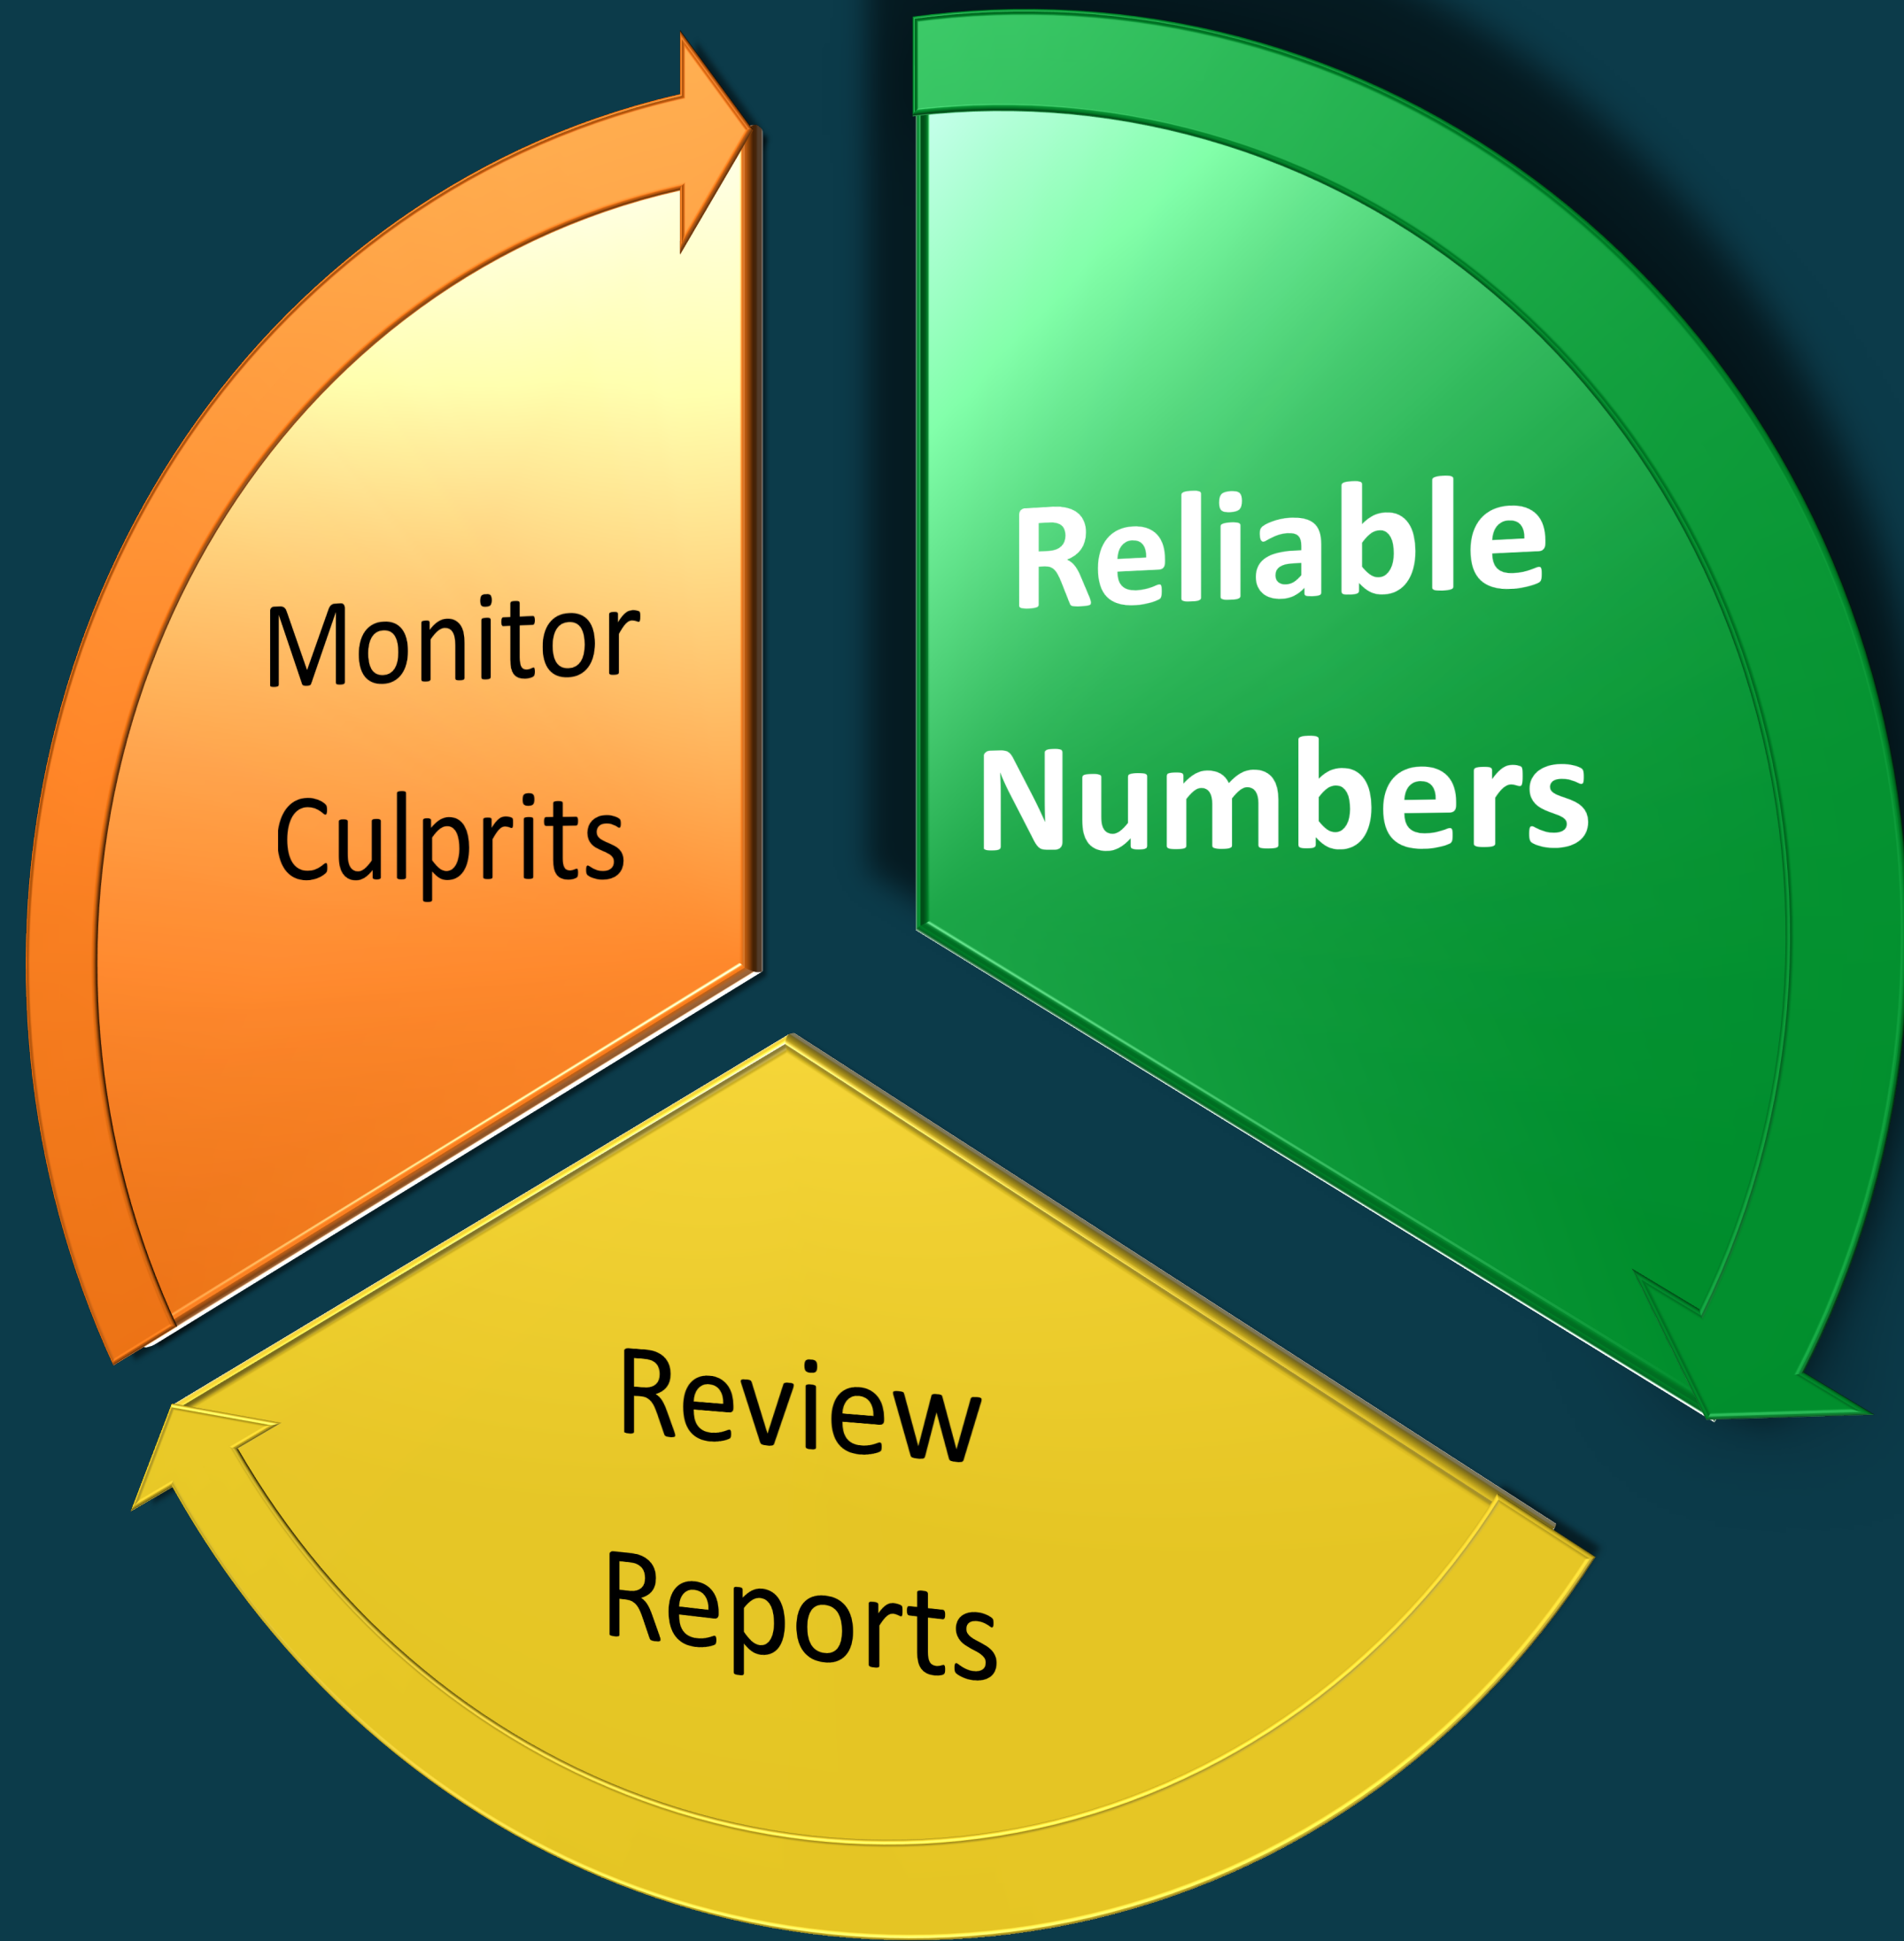 Monitor
Culprits
Reliable
Numbers
Review
Reports